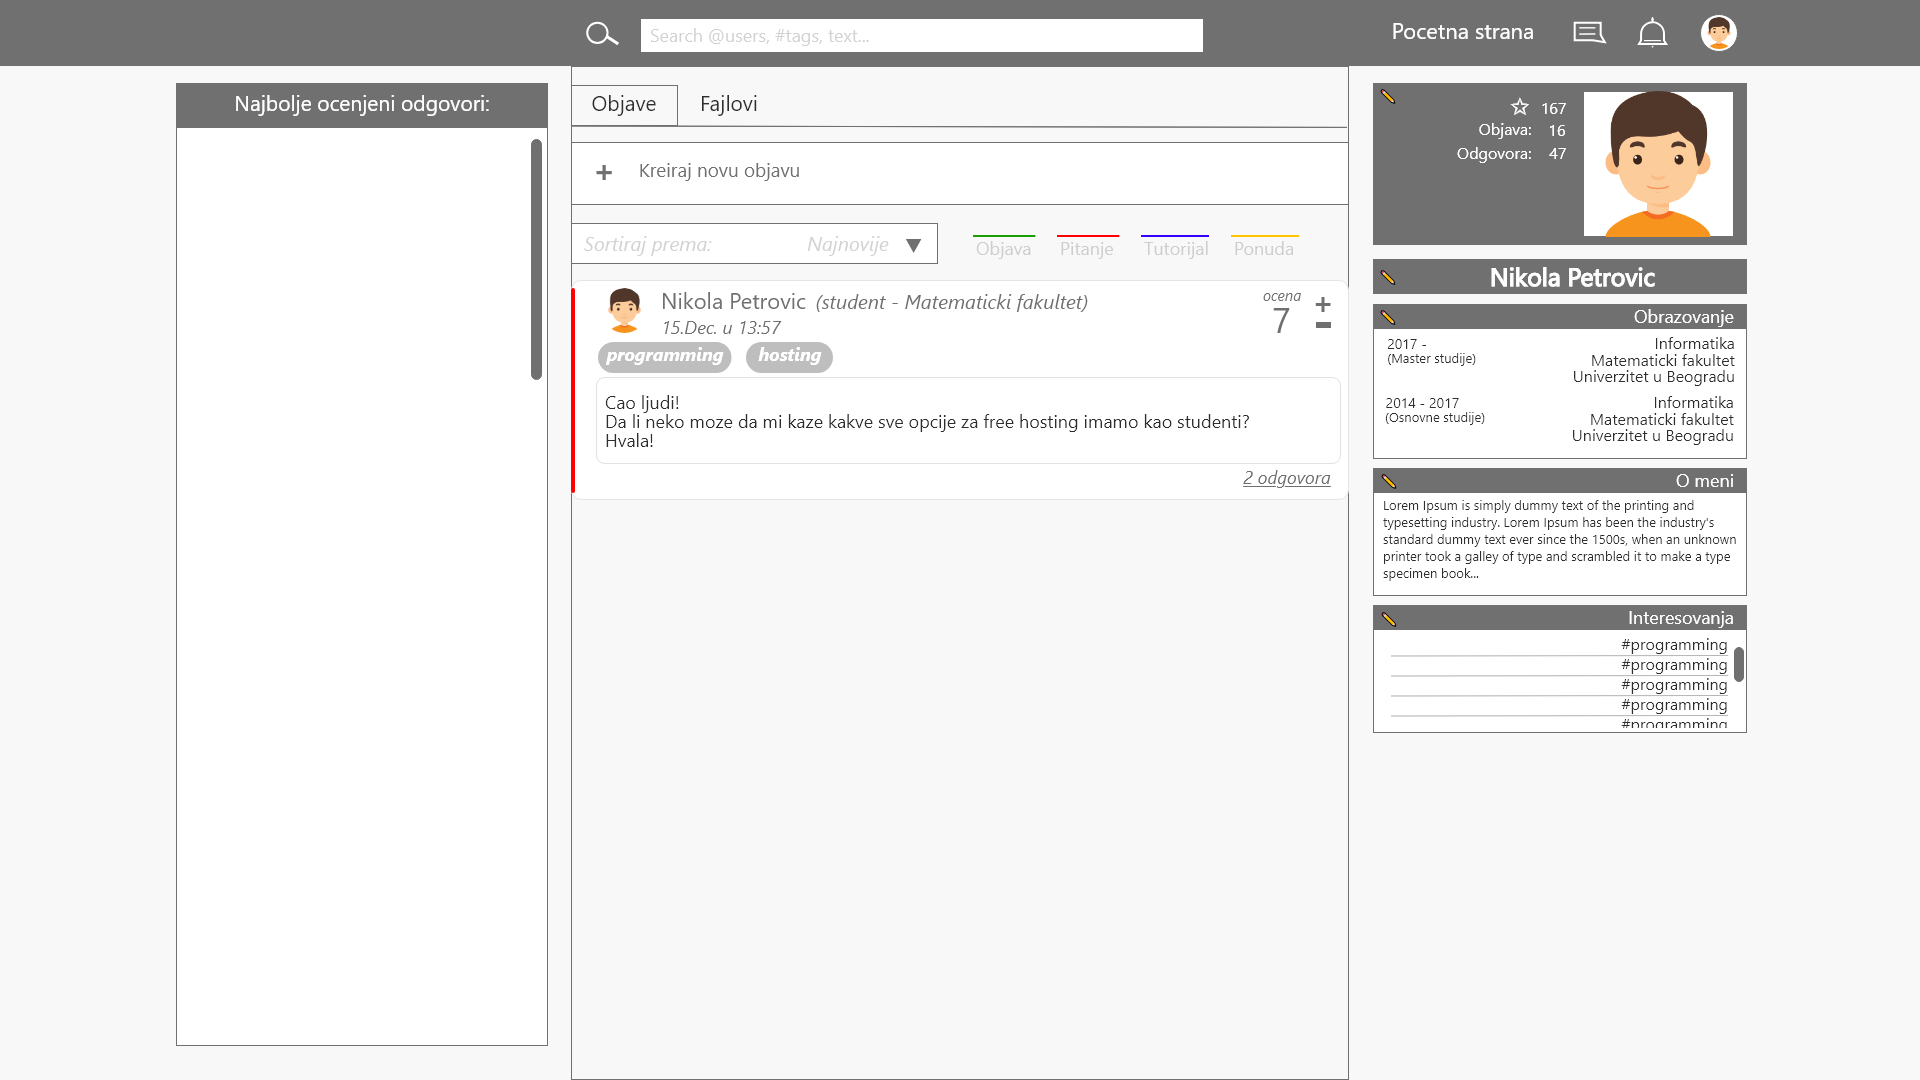 Search @users, #tags, text...
Pocetna strana
Najbolje ocenjeni odgovori:
Objave
Fajlovi
+ Kreiraj novu objavu
Sortiraj prema: Najnovije
Objava
Pitanje
Tutorijal
Ponuda
Nikola Petrovic (student - Matematicki fakultet)
15.Dec. u 13:57
ocena
7
programming
hosting
Cao ljudi!
Da li neko moze da mi kaze kakve sve opcije za free hosting imamo kao studenti?
Hvala!
2 odgovora
167
Objava: 16
Odgovora: 47
Nikola Petrovic
Obrazovanje
2017 -
(Master studije)
Informatika
Matematicki fakultet
Univerzitet u Beogradu
2014 - 2017
(Osnovne studije)
Informatika
Matematicki fakultet
Univerzitet u Beogradu
O meni
Lorem Ipsum is simply dummy text of the printing and
typesetting industry. Lorem Ipsum has been the industry's
standard dummy text ever since the 1500s, when an unknown
printer took a galley of type and scrambled it to make a type
specimen book...
Interesovanja
#programming
#programming
#programming
#programming
#programming